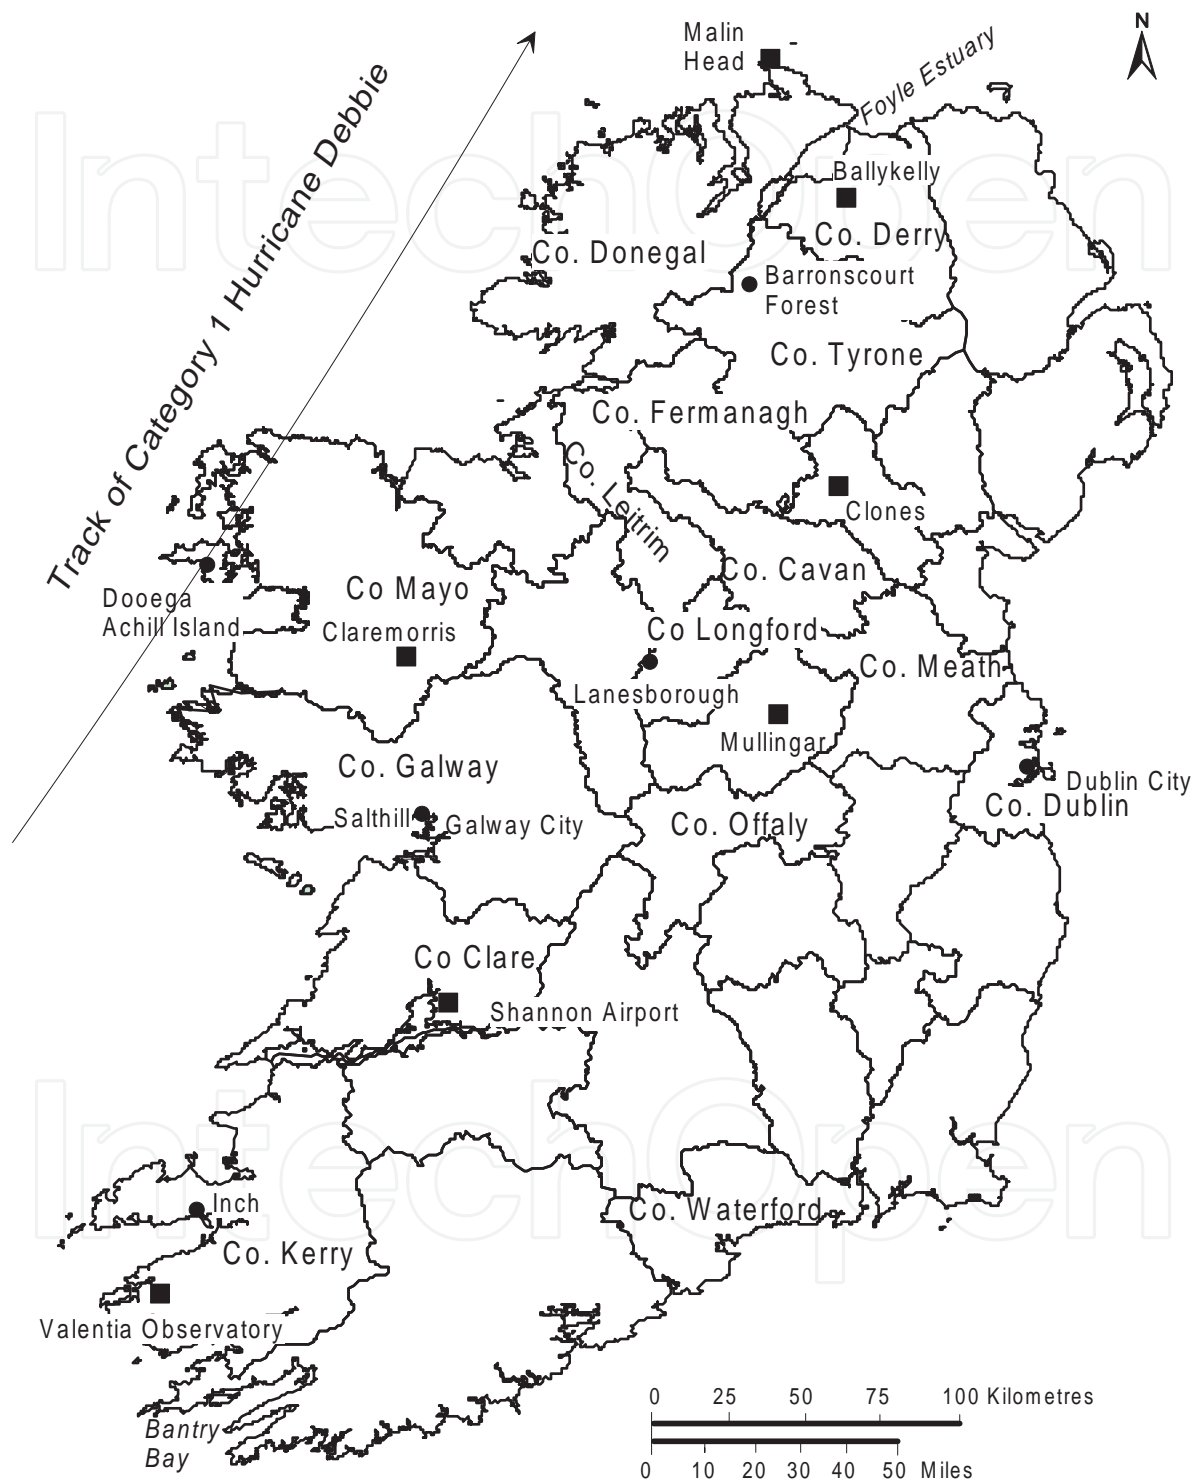 N
Malin
Head
Foyle Estuary
Track of Category 1 Hurricane Debbie
IntechOpen
Ballykelly
Co. Derry
Co. Donegal
Barronscourt
Forest
Co. Tyrone
Co. Fermanagh
Co. Leitrim
Clones
Co. Cavan
Co Mayo
Dooega
Achill Island
Claremorris
Co Longford
Co. Meath
Lanesborough
Mullingar
Co. Galway
Dublin City
Co. Dublin
Salthill
Galway City
Co. Offaly
Co Clare
Shannon Airport
IntechOpen
Inch
Co. Waterford
Co. Kerry
Valentia Observatory
Bantry
Bay
0 25 50 75 100 Kilometres
0 10 20 30 40 50 Miles